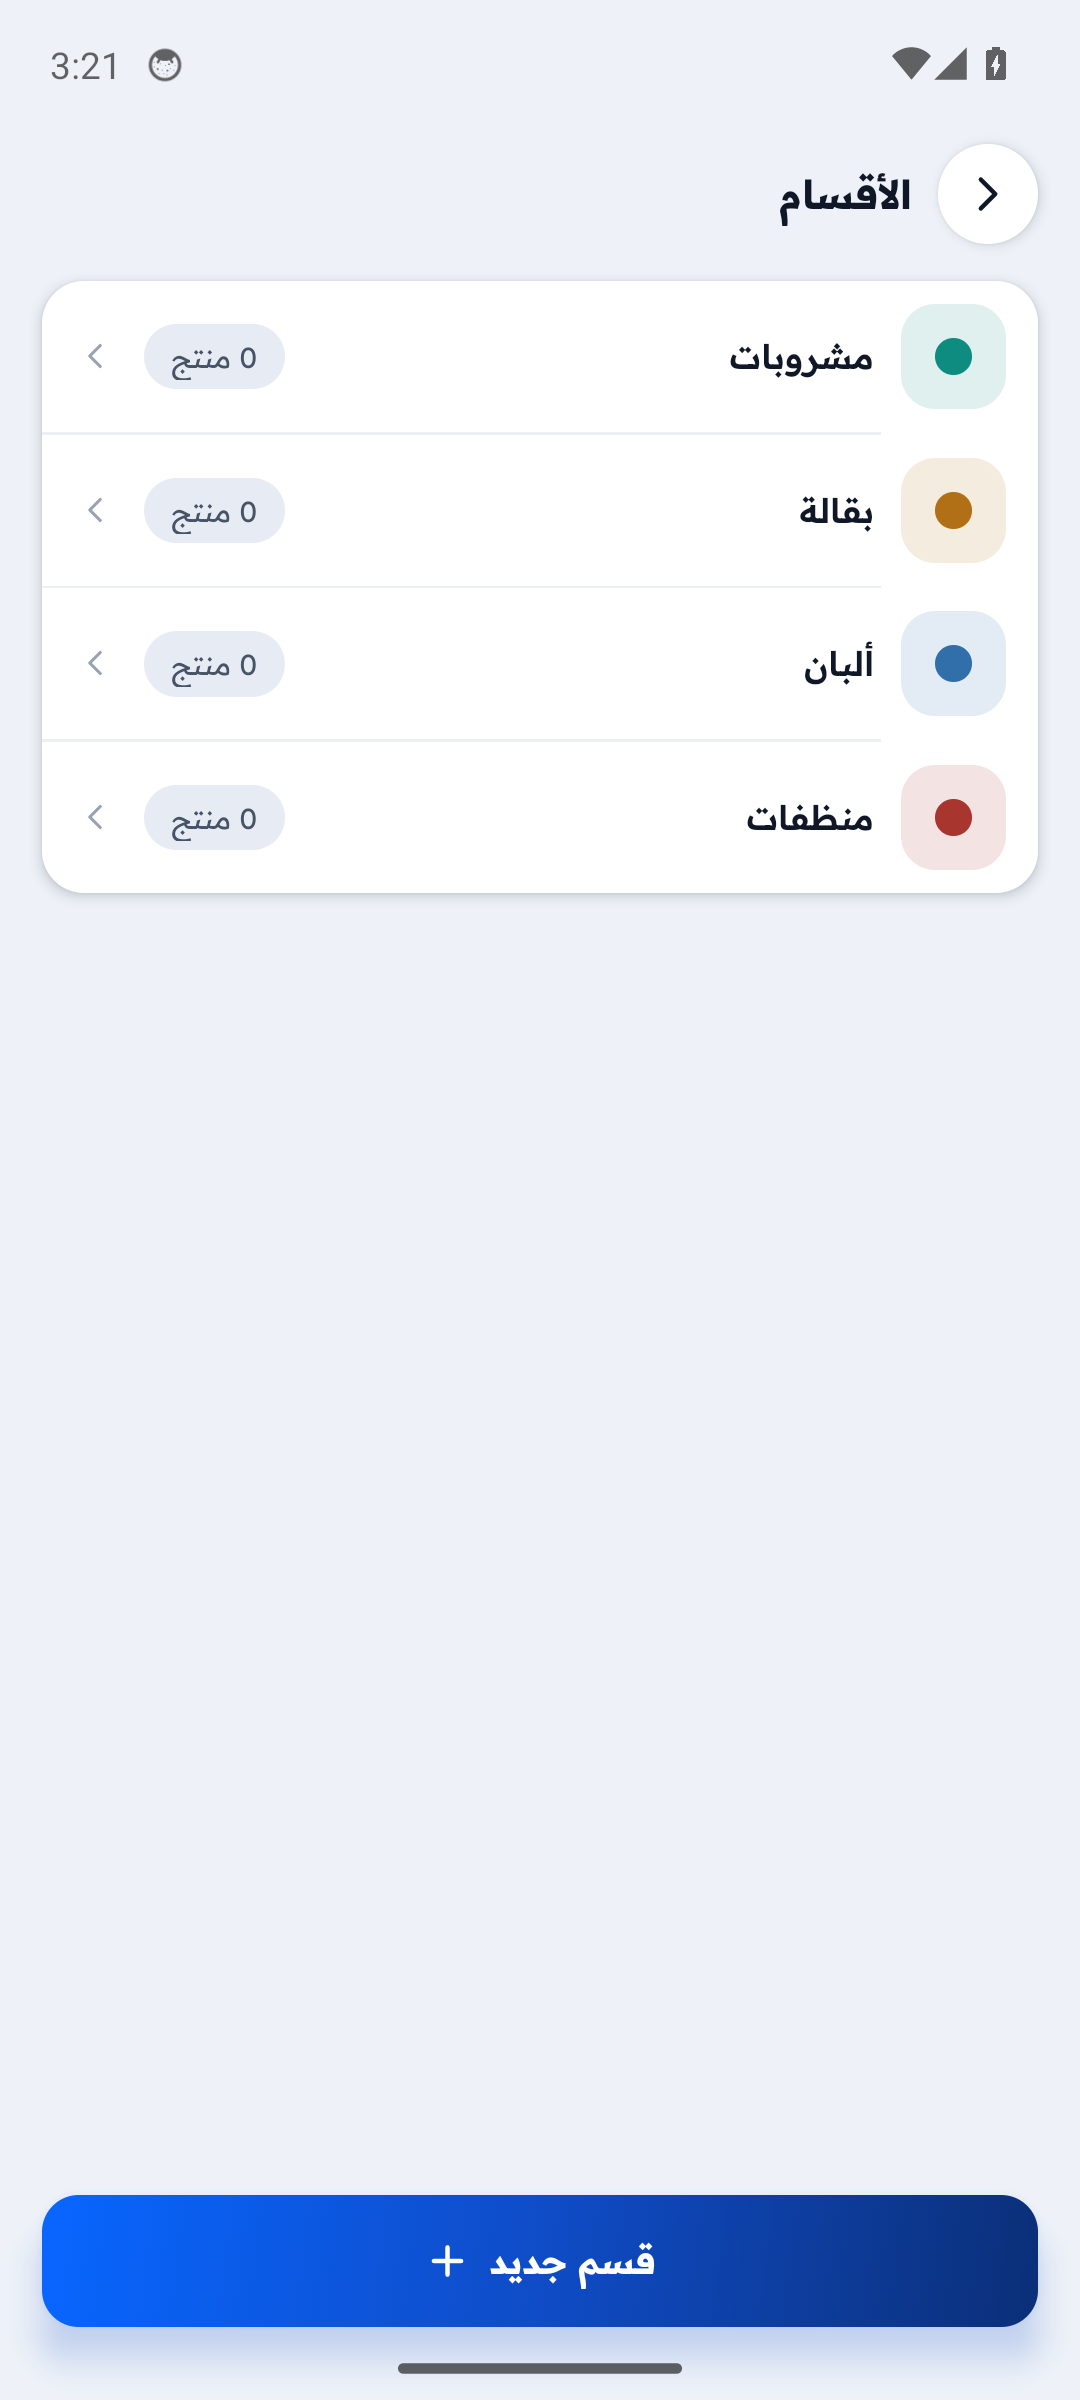 3:21
الأقسام
مشروبات
0 منتج
بقالة
0 منتج
ألبان
0 منتج
منظفات
0 منتج
قسم جديد +